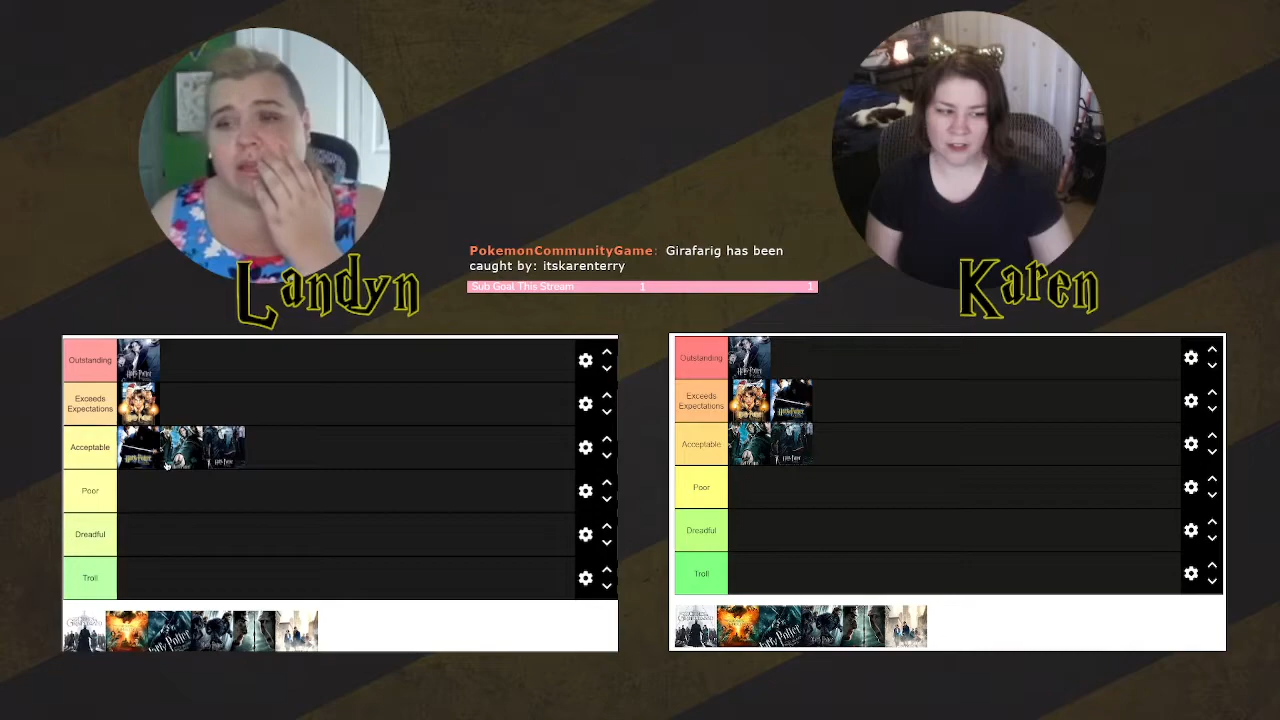 PokemonCommunityGame: Girafarig has been
caught by: itskarenterry
Sub Goal This Stream 1 1
Landyn
Karen
Outstanding
Exceeds
Expectations
Acceptable
Poor
Dreadful
Troll
Outstanding
Exceeds
Expectations
Acceptable
Poor
Dreadful
Troll